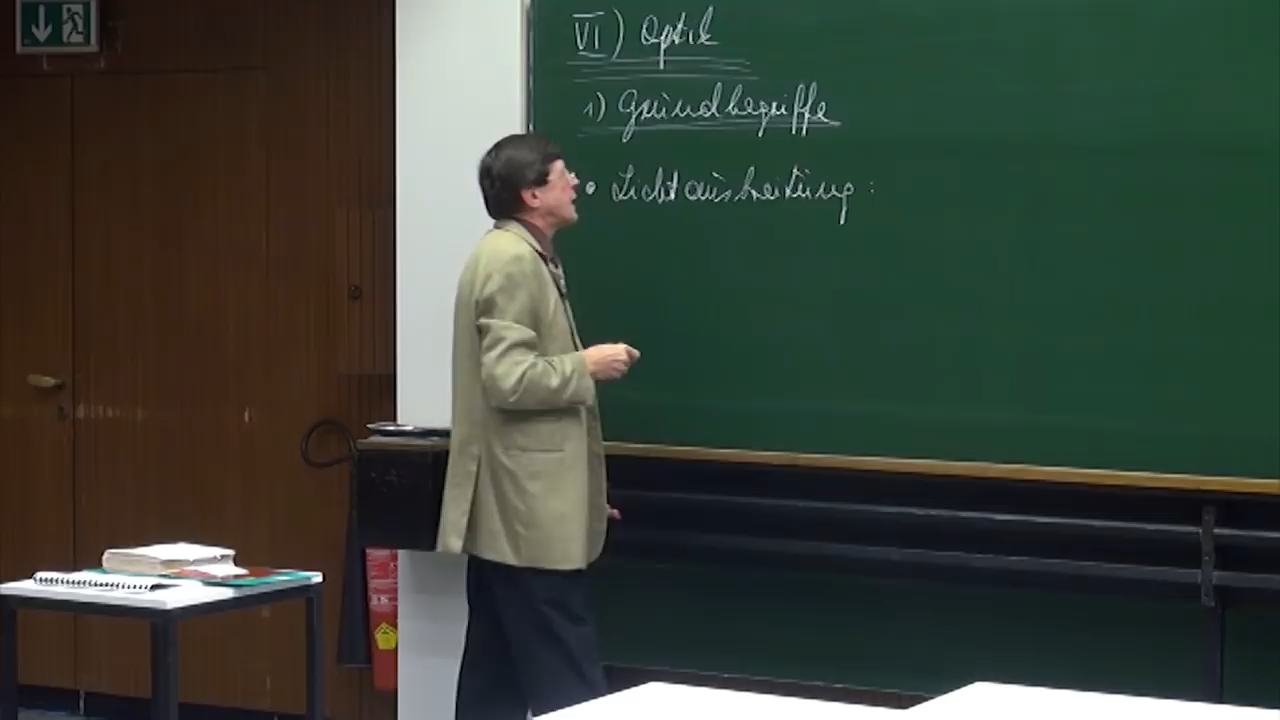 VI) Optik
1) Grundbegriffe
• Lichtausbreitung :